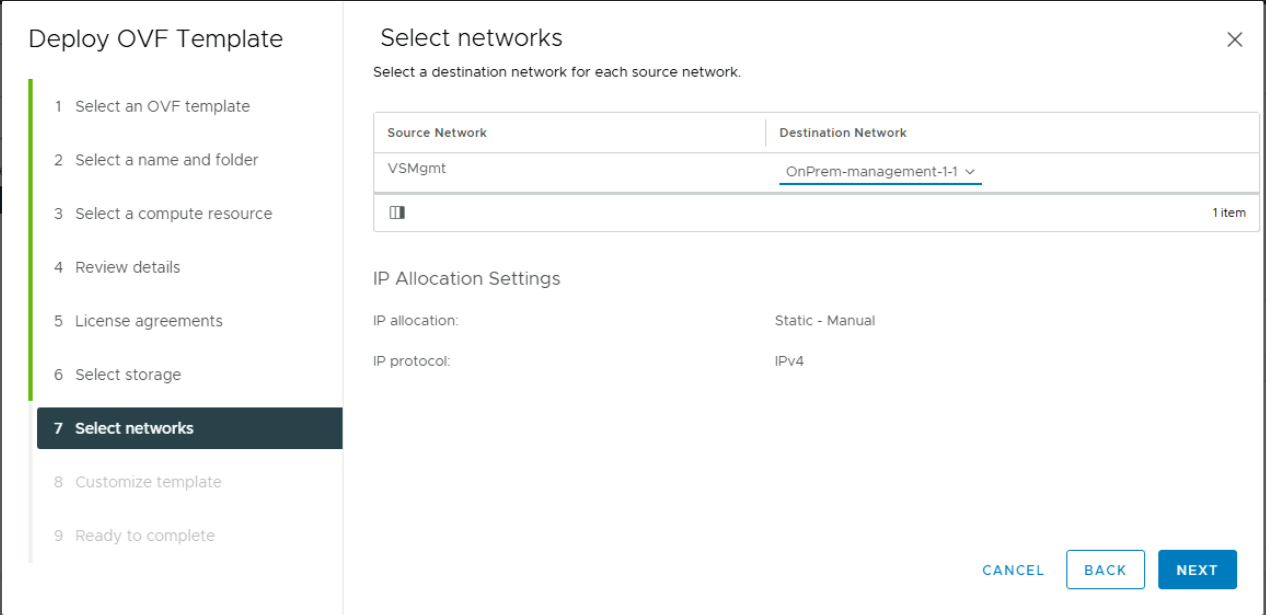 Deploy OVF Template
1 Select an OVF template
2 Select a name and folder
3 Select a compute resource
4 Review details
5 License agreements
6 Select storage
7 Select networks
8 Customize template
9 Ready to complete
Select networks
Select a destination network for each source network.
Source Network Destination Network
VSMgmt OnPrem-management-1-1
1 item
IP Allocation Settings
IP allocation: Static - Manual
IP protocol: IPv4
CANCEL BACK NEXT